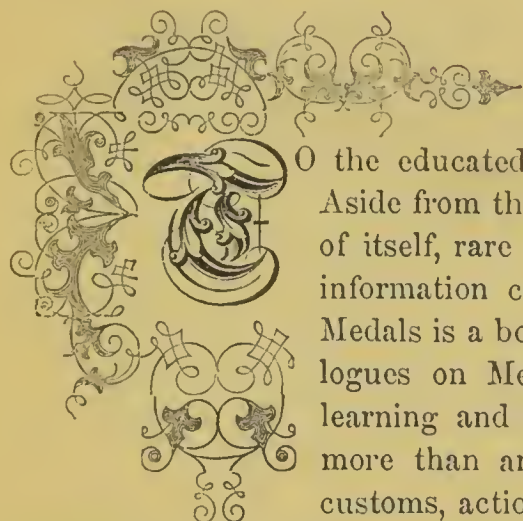 TO the educated
Aside from th
of itself, rare
information c
Medals is a bo
logues on Me
learning and
more than an
customs, actio